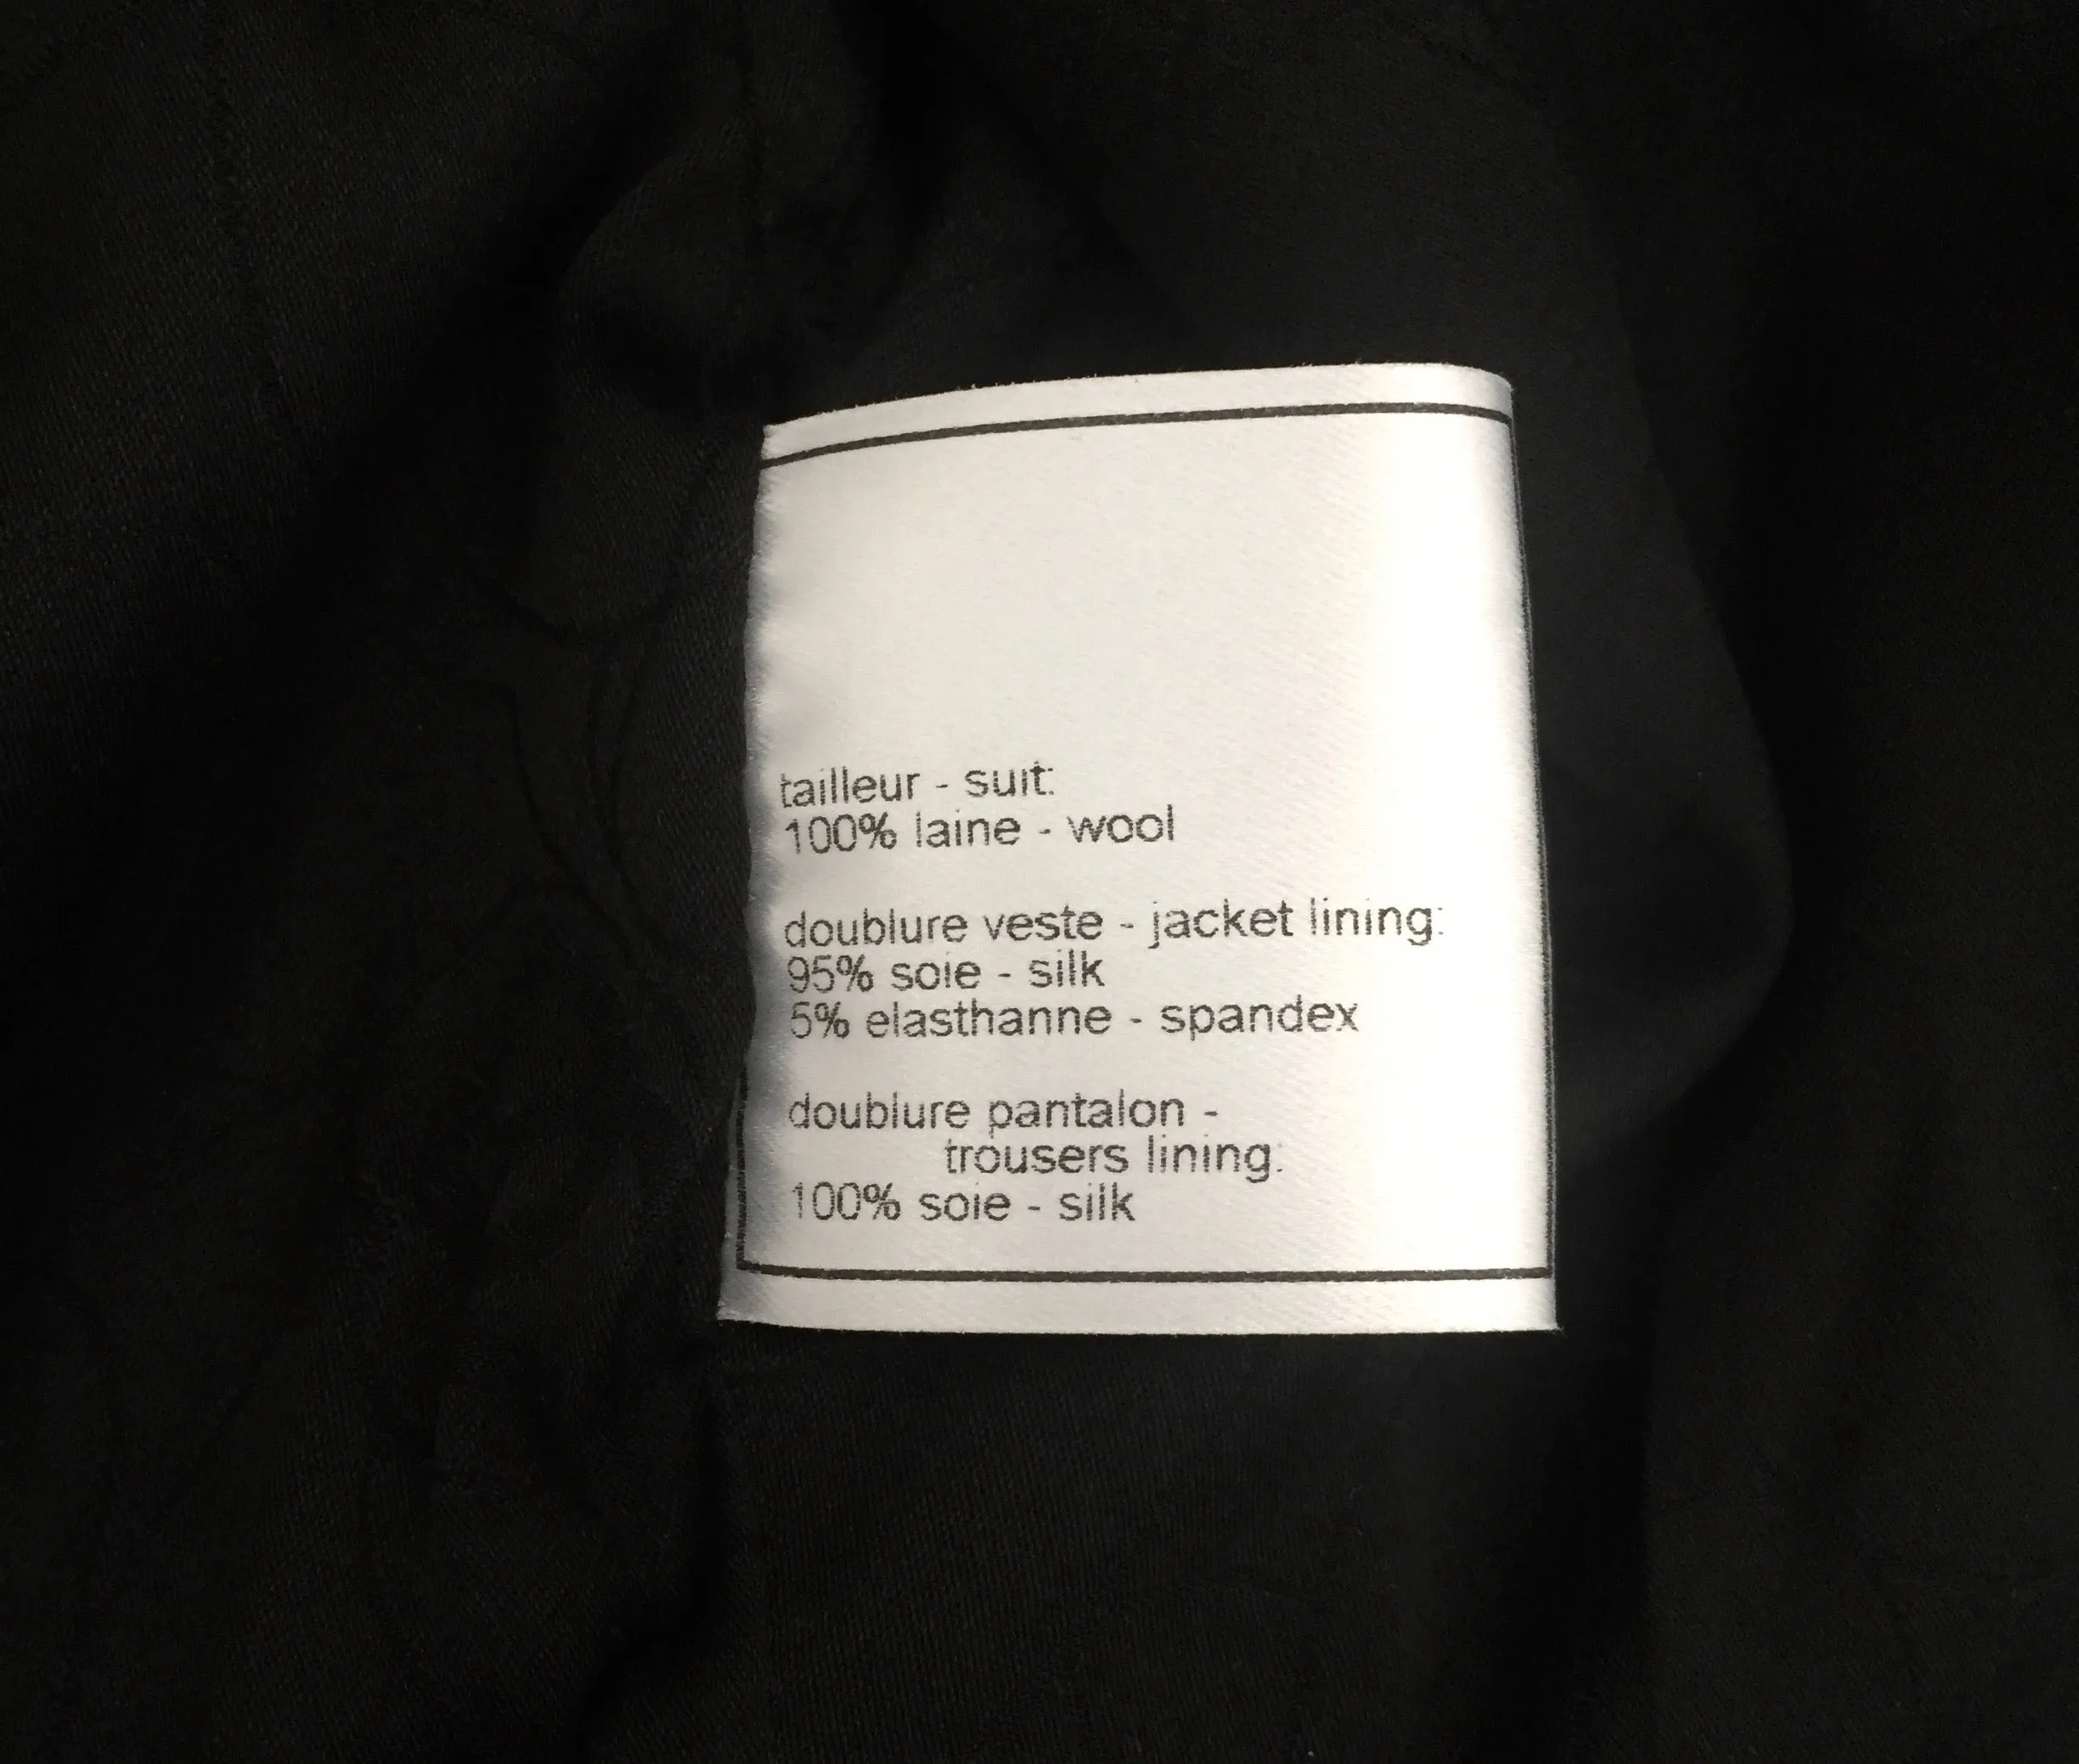 tailleur - suit:
100% laine - wool
doublure veste - jacket lining:
95% soie - silk
5% elasthanne - spandex
doublure pantalon -
trousers lining:
100% soie - silk